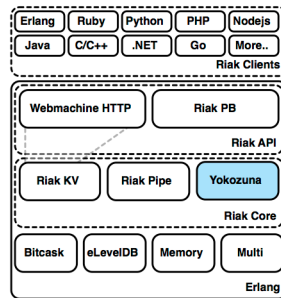 Erlang Ruby Python PHP Nodejs
Java C/C++ .NET Go More..
Riak Clients
Webmachine HTTP Riak PB
Riak API
Riak KV Riak Pipe Yokozuna
Riak Core
Bitcask eLevelDB Memory Multi
Erlang